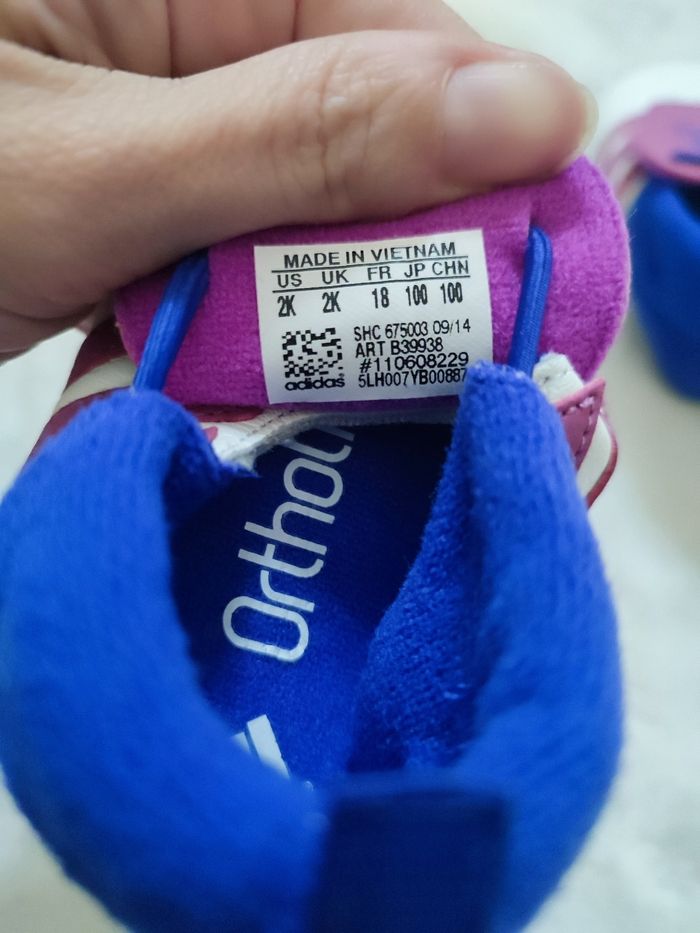 MADE IN VIETNAM
US UK FR JP CHN
2K 2K 18 100 100
SHC 675003 09/14
ART B39938
#110608229
adidas 5LH007YB00887